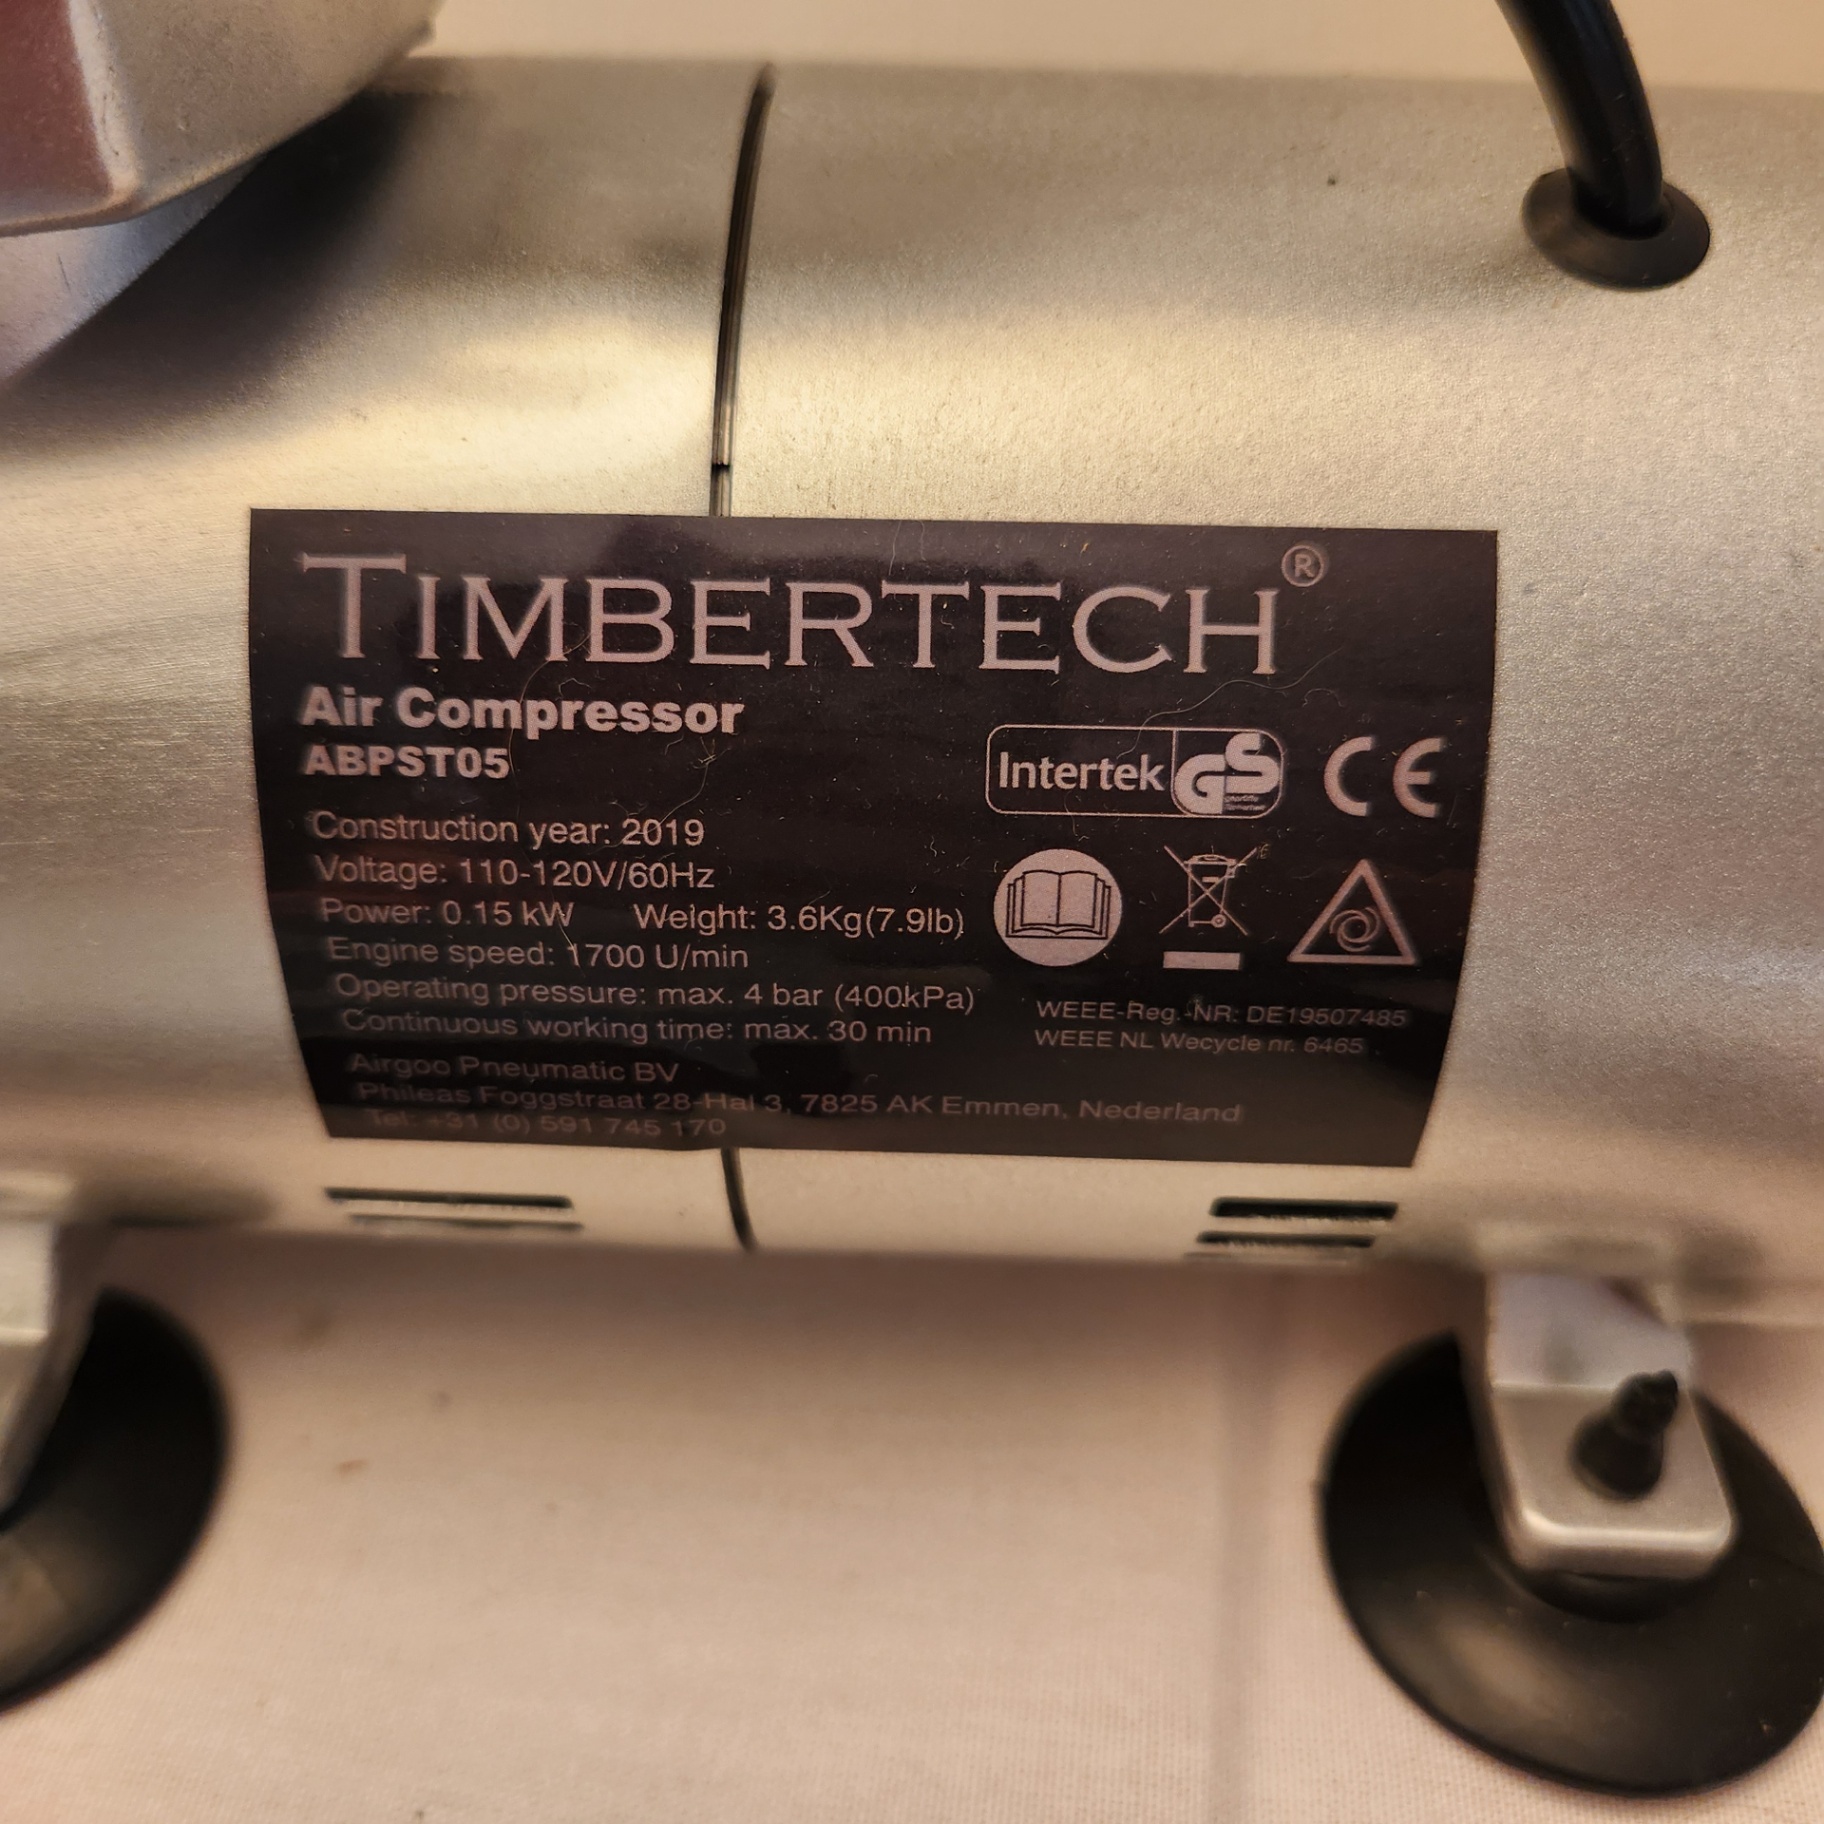 TIMBERTECH®
Air Compressor
ABPST05
Intertek GS CE
Construction year: 2019
Voltage: 110-120V/60Hz
Power: 0.15 kW Weight: 3.6Kg(7.9lb)
Engine speed: 1700 U/min
Operating pressure: max. 4 bar (400kPa)
Continuous working time: max. 30 min
WEEE-Reg.-NR: DE19507485
WEEE NL Wecycle nr. 6465
Airgoo Pneumatic BV
Phileas Foggstraat 28-Hal 3, 7825 AK Emmen, Nederland
Tel: +31 (0) 591 745 170